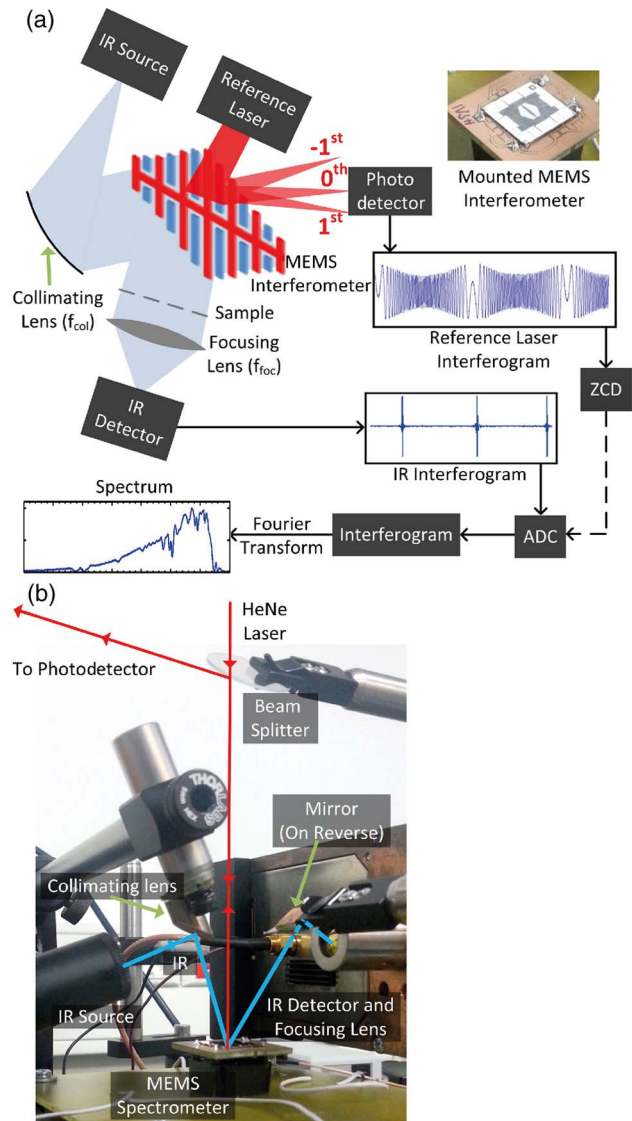 (a)
IR Source
Reference
Laser
-1st
0th
1st
Photo
detector
Mounted MEMS
Interferometer
MEMS
Interferometer
Collimating
Lens (fcol)
Sample
Focusing
Lens (ffoc)
Reference Laser
Interferogram
IR
Detector
ZCD
IR Interferogram
Spectrum
Fourier
Transform
Interferogram
ADC
(b)
HeNe
Laser
To Photodetector
Beam
Splitter
THORLABS
Mirror
(On Reverse)
Collimating lens
IR
IR Source
IR Detector and
Focusing Lens
MEMS
Spectrometer